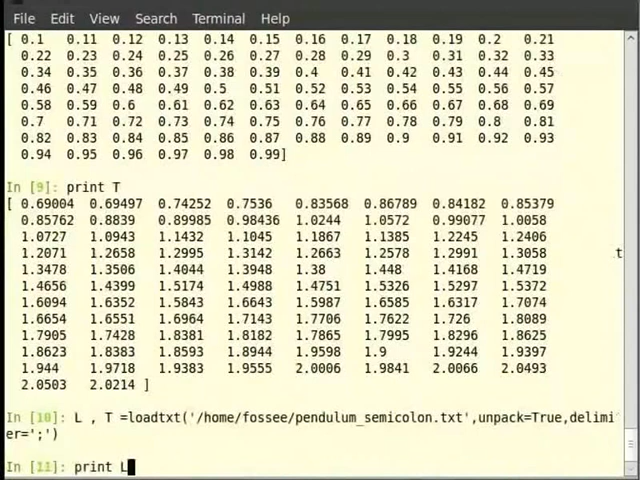 File Edit View Search Terminal Help
[ 0.1 0.11 0.12 0.13 0.14 0.15 0.16 0.17 0.18 0.19 0.2 0.21
0.22 0.23 0.24 0.25 0.26 0.27 0.28 0.29 0.3 0.31 0.32 0.33
0.34 0.35 0.36 0.37 0.38 0.39 0.4 0.41 0.42 0.43 0.44 0.45
0.46 0.47 0.48 0.49 0.5 0.51 0.52 0.53 0.54 0.55 0.56 0.57
0.58 0.59 0.6 0.61 0.62 0.63 0.64 0.65 0.66 0.67 0.68 0.69
0.7 0.71 0.72 0.73 0.74 0.75 0.76 0.77 0.78 0.79 0.8 0.81
0.82 0.83 0.84 0.85 0.86 0.87 0.88 0.89 0.9 0.91 0.92 0.93
0.94 0.95 0.96 0.97 0.98 0.99]
In [9]: print T
[ 0.69004 0.69497 0.74252 0.7536 0.83568 0.86789 0.84182 0.85379
0.85762 0.8839 0.89985 0.98436 1.0244 1.0572 0.99077 1.0058
1.0727 1.0943 1.1432 1.1045 1.1867 1.1385 1.2245 1.2406
1.2071 1.2658 1.2995 1.3142 1.2663 1.2578 1.2991 1.3058
1.3478 1.3506 1.4044 1.3948 1.38 1.448 1.4168 1.4719
1.4656 1.4399 1.5174 1.4988 1.4751 1.5326 1.5297 1.5372
1.6094 1.6352 1.5843 1.6643 1.5987 1.6585 1.6317 1.7074
1.6654 1.6551 1.6964 1.7143 1.7706 1.7622 1.726 1.8089
1.7905 1.7428 1.8381 1.8182 1.7865 1.7995 1.8296 1.8625
1.8623 1.8383 1.8593 1.8944 1.9598 1.9 1.9244 1.9397
1.944 1.9718 1.9383 1.9555 2.0006 1.9841 2.0066 2.0493
2.0503 2.0214 ]
In [10]: L , T =loadtxt('/home/fossee/pendulum_semicolon.txt',unpack=True,delimi
er=';')
In [11]: print L